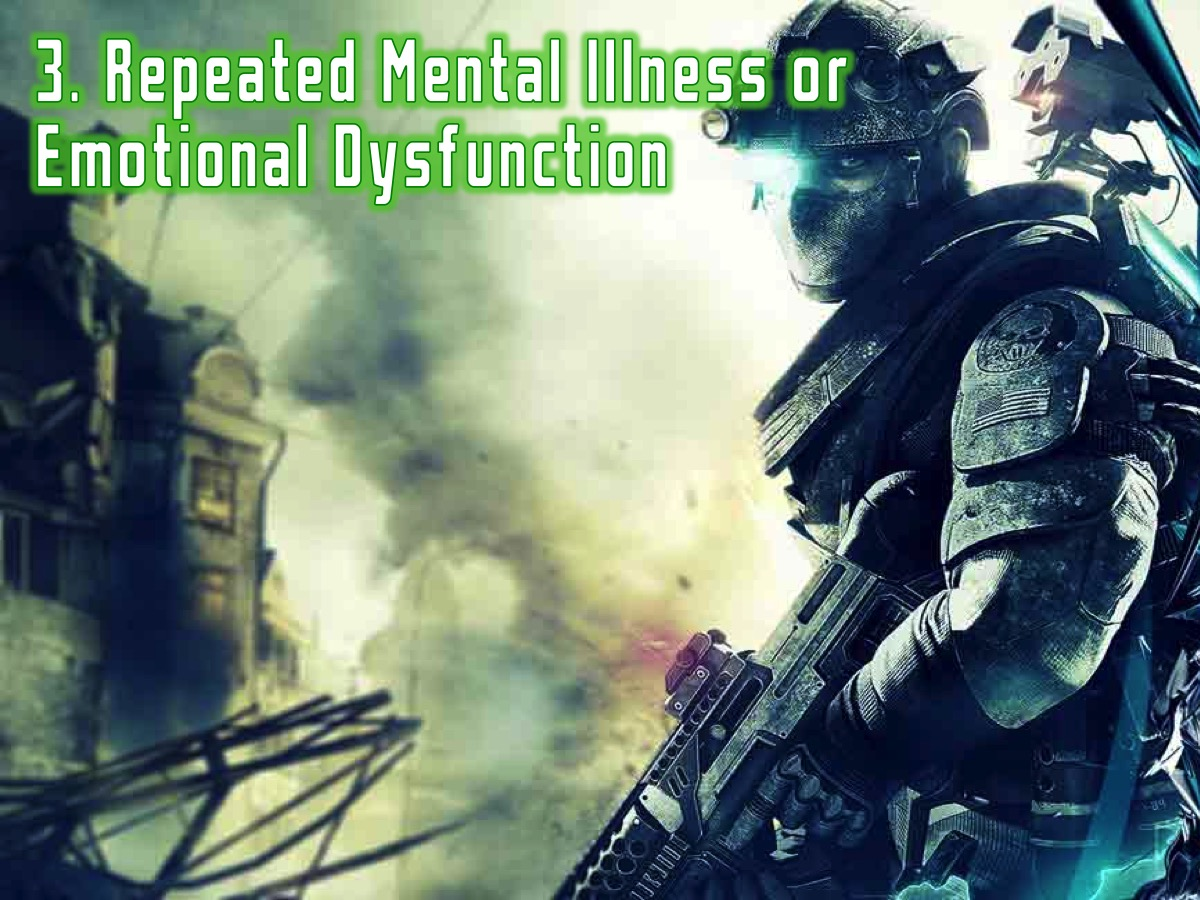 3. Repeated Mental Illness or
Emotional Dysfunction